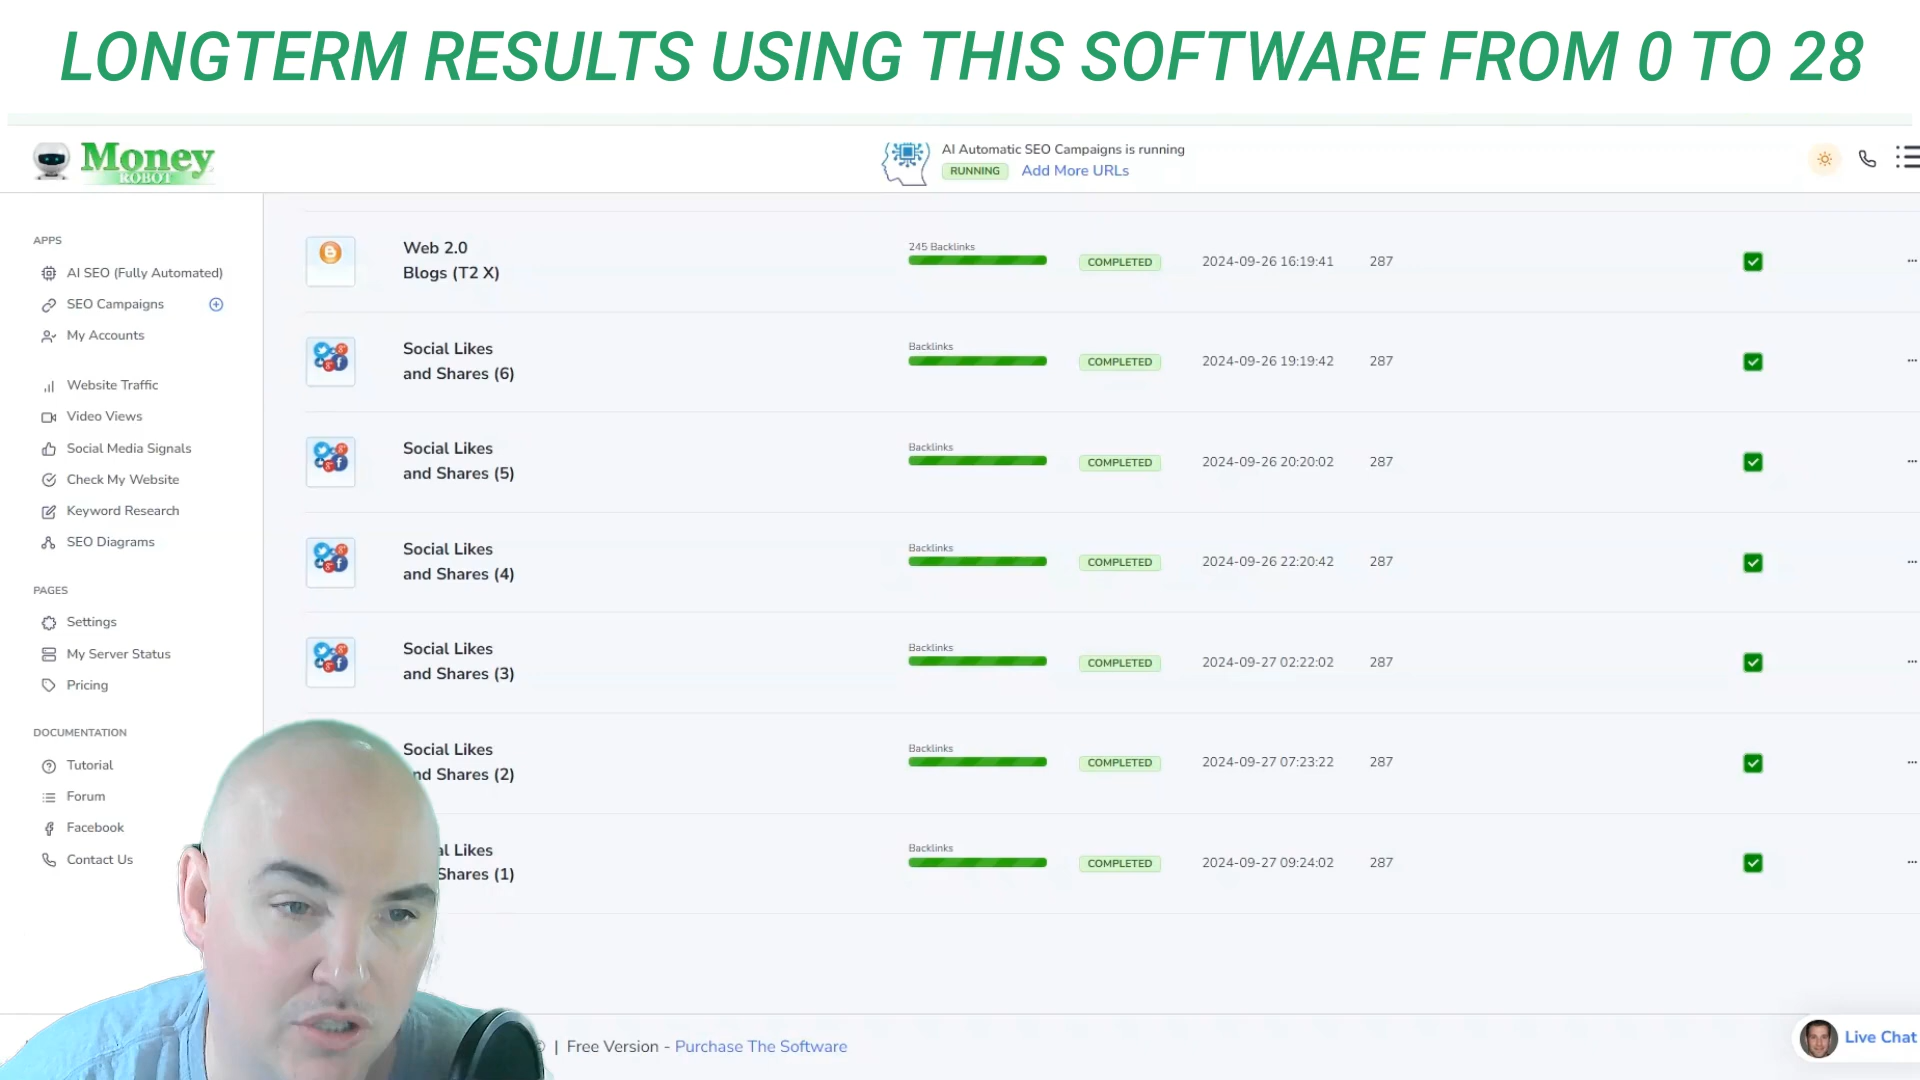 LONGTERM RESULTS USING THIS SOFTWARE FROM 0 TO 28
Money
ROBOT
AI Automatic SEO Campaigns is running
RUNNING Add More URLs
APPS
AI SEO (Fully Automated)
SEO Campaigns
My Accounts
Website Traffic
Video Views
Social Media Signals
Check My Website
Keyword Research
SEO Diagrams
PAGES
Settings
My Server Status
Pricing
DOCUMENTATION
Tutorial
Forum
Facebook
Contact Us
Web 2.0
Blogs (T2 X)
245 Backlinks
COMPLETED 2024-09-26 16:19:41 287
Social Likes
and Shares (6)
Backlinks
COMPLETED 2024-09-26 19:19:42 287
Social Likes
and Shares (5)
Backlinks
COMPLETED 2024-09-26 20:20:02 287
Social Likes
and Shares (4)
Backlinks
COMPLETED 2024-09-26 22:20:42 287
Social Likes
and Shares (3)
Backlinks
COMPLETED 2024-09-27 02:22:02 287
Social Likes
nd Shares (2)
Backlinks
COMPLETED 2024-09-27 07:23:22 287
al Likes
Shares (1)
Backlinks
COMPLETED 2024-09-27 09:24:02 287
| Free Version - Purchase The Software
Live Chat